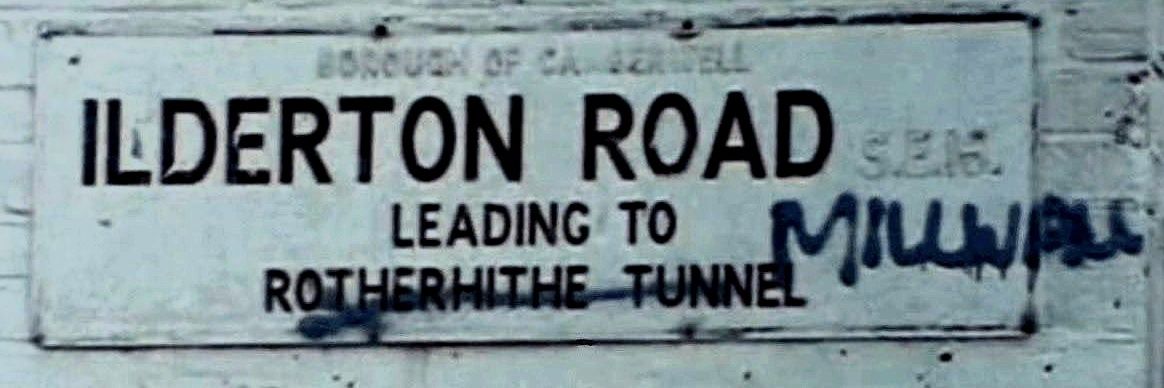 BOROUGH OF CAMBERWELL
ILDERTON ROAD S.E.16.
LEADING TO
ROTHERHITHE TUNNEL
MILLWALL